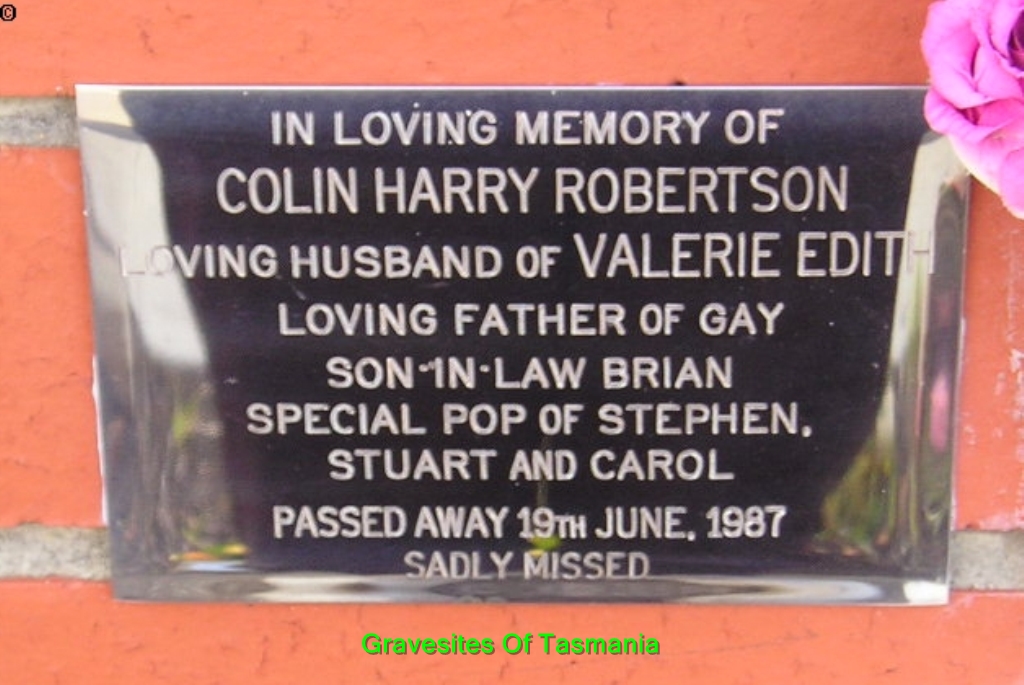 ©
IN LOVING MEMORY OF
COLIN HARRY ROBERTSON
LOVING HUSBAND OF VALERIE EDITH
LOVING FATHER OF GAY
SON-IN-LAW BRIAN
SPECIAL POP OF STEPHEN,
STUART AND CAROL
PASSED AWAY 19TH JUNE, 1987
SADLY MISSED
Gravesites Of Tasmania